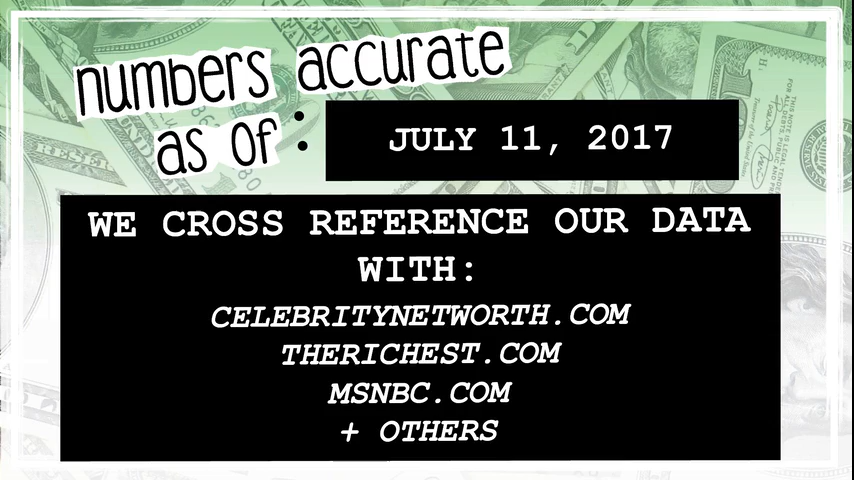 numbers accurate
as of:
JULY 11, 2017
WE CROSS REFERENCE OUR DATA
WITH:
CELEBRITYNETWORTH.COM
THERICHEST.COM
MSNBC.COM
+ OTHERS